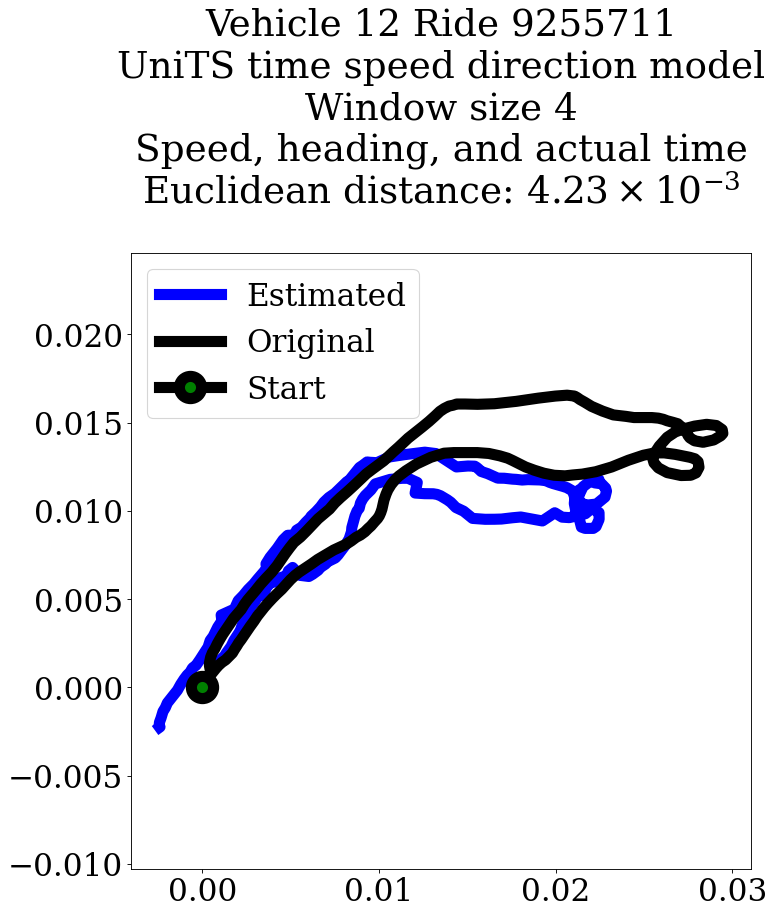 Vehicle 12 Ride 9255711
UniTS time speed direction model
Window size 4
Speed, heading, and actual time
Euclidean distance: 4.23 × 10⁻³
Estimated
Original
Start
0.020
0.015
0.010
0.005
0.000
−0.005
−0.010
0.00 0.01 0.02 0.03